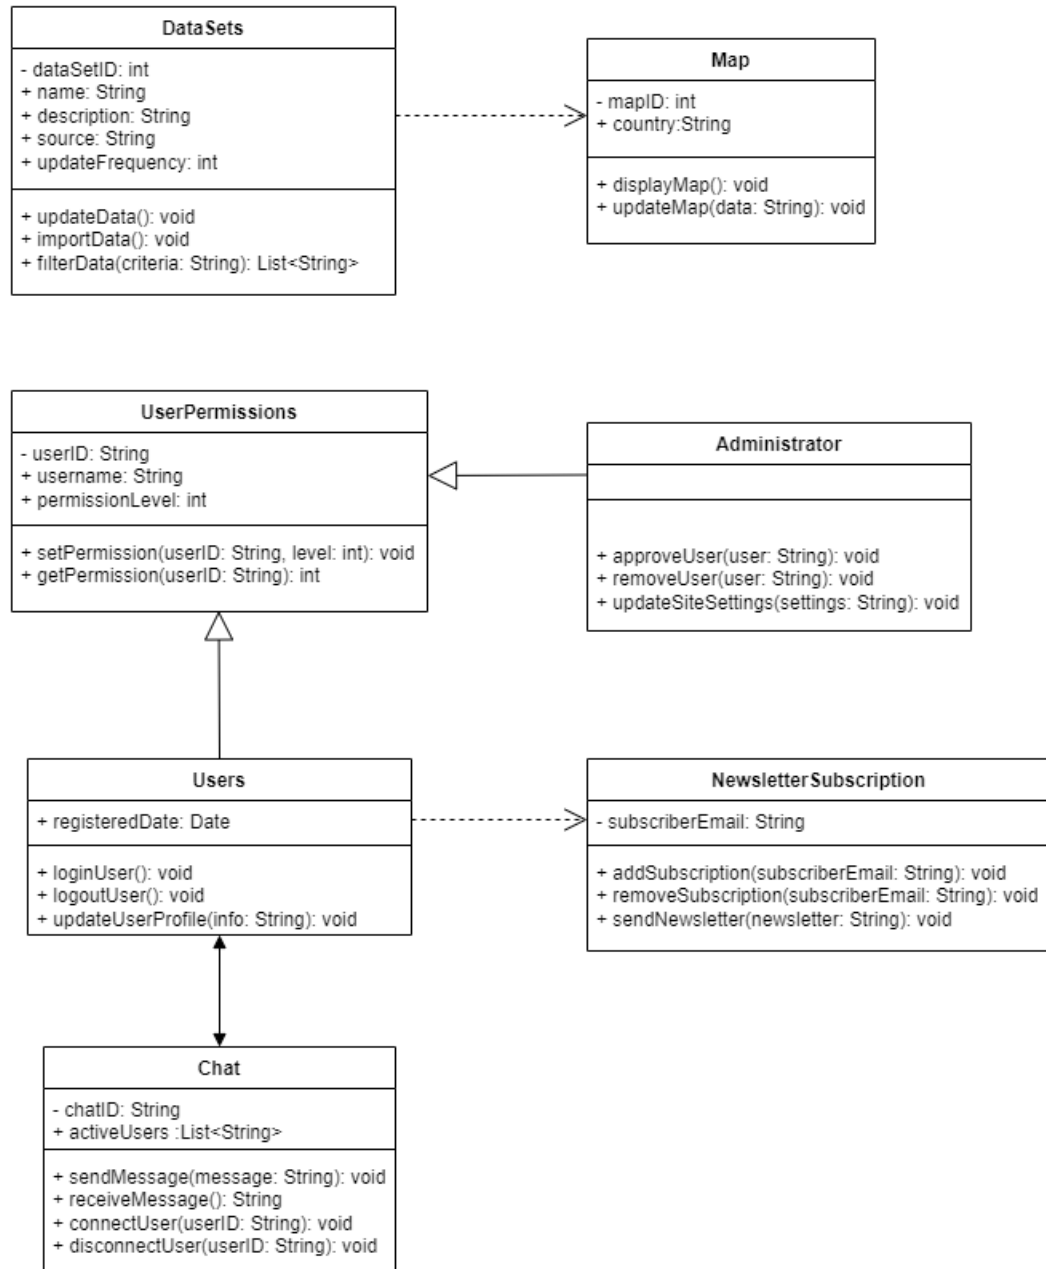 DataSets
- dataSetID: int
+ name: String
+ description: String
+ source: String
+ updateFrequency: int
+ updateData(): void
+ importData(): void
+ filterData(criteria: String): List<String>
Map
- mapID: int
+ country:String
+ displayMap(): void
+ updateMap(data: String): void
UserPermissions
- userID: String
+ username: String
+ permissionLevel: int
+ setPermission(userID: String, level: int): void
+ getPermission(userID: String): int
Administrator
+ approveUser(user: String): void
+ removeUser(user: String): void
+ updateSiteSettings(settings: String): void
Users
+ registeredDate: Date
+ loginUser(): void
+ logoutUser(): void
+ updateUserProfile(info: String): void
NewsletterSubscription
- subscriberEmail: String
+ addSubscription(subscriberEmail: String): void
+ removeSubscription(subscriberEmail: String): void
+ sendNewsletter(newsletter: String): void
Chat
- chatID: String
+ activeUsers :List<String>
+ sendMessage(message: String): void
+ receiveMessage(): String
+ connectUser(userID: String): void
+ disconnectUser(userID: String): void